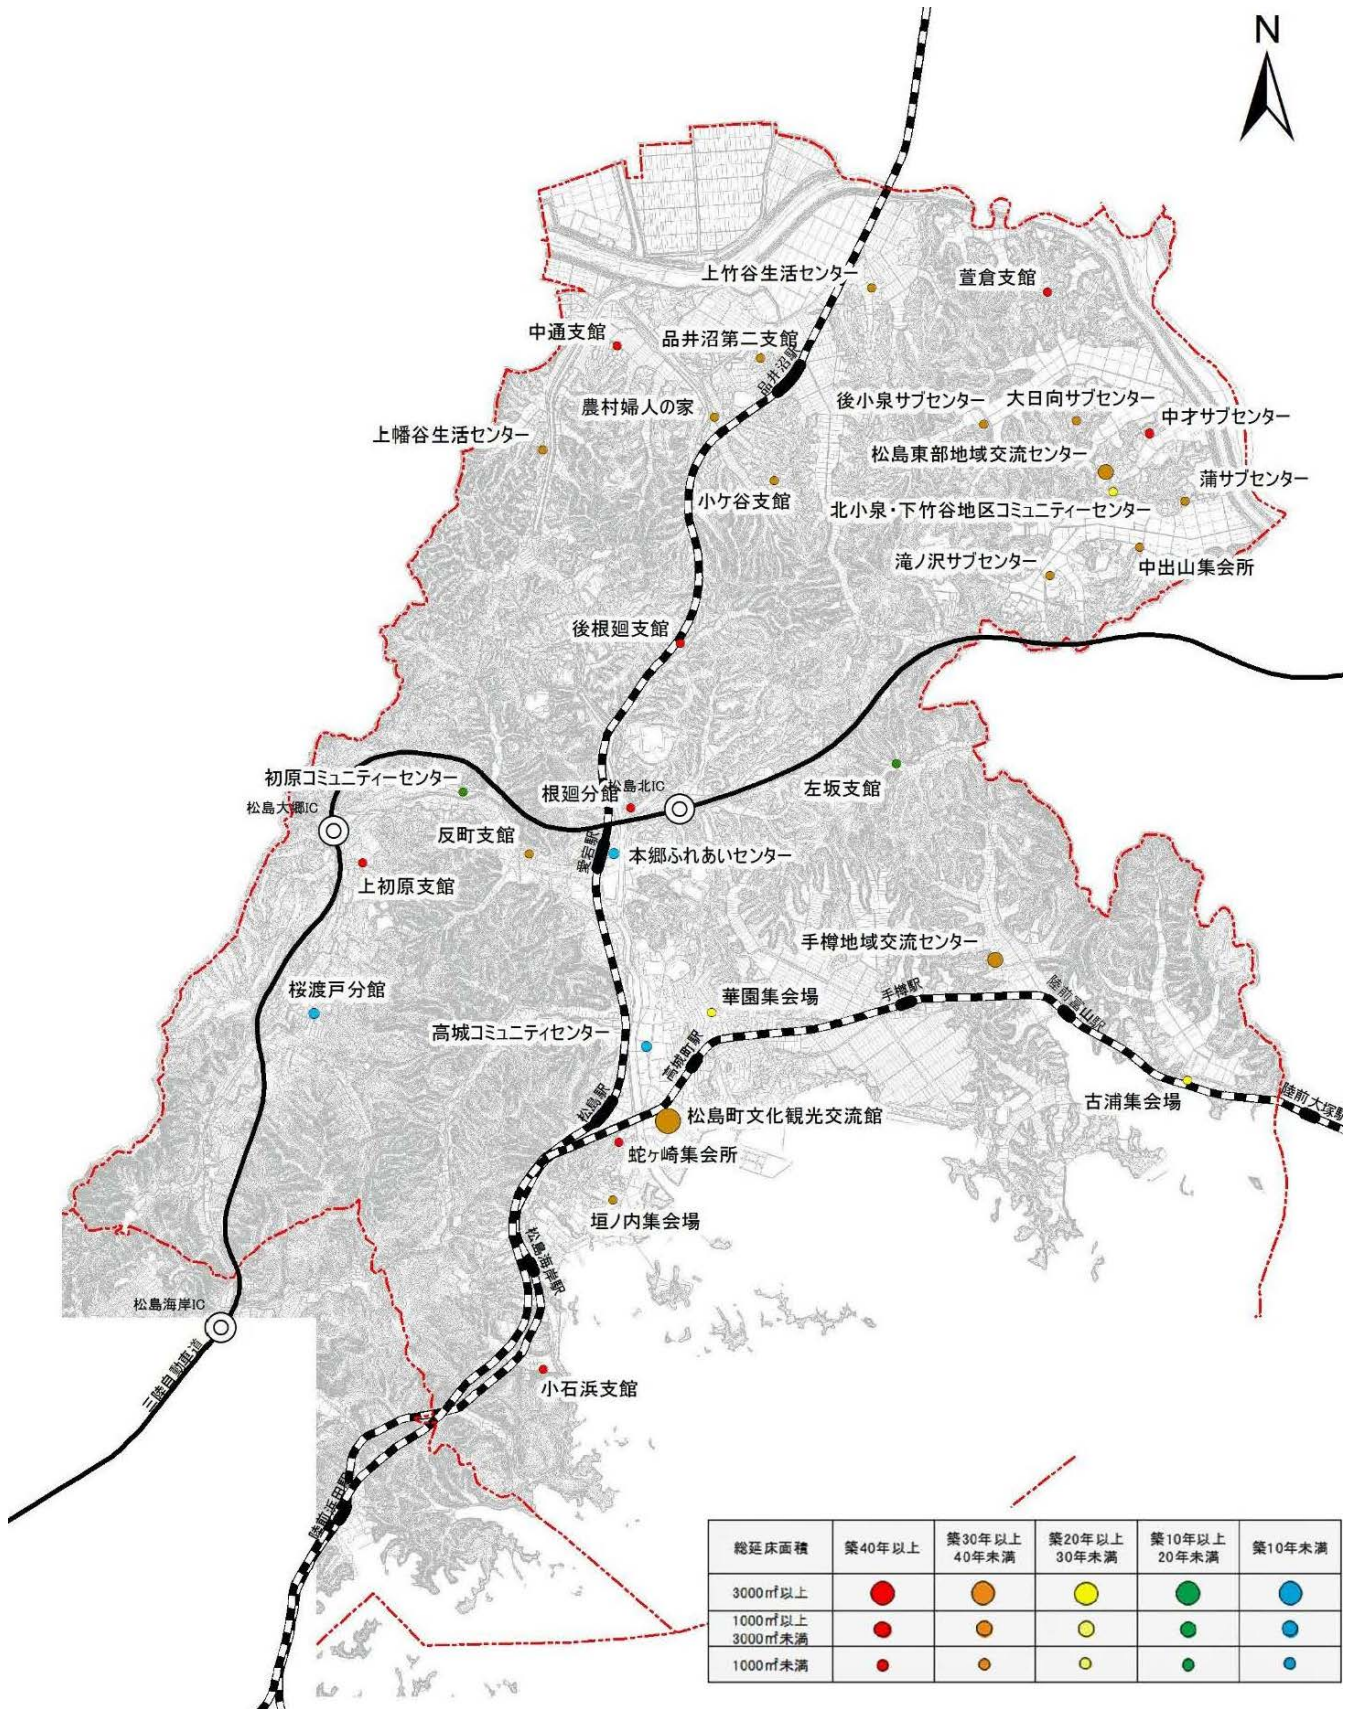 N
上竹谷生活センター
萱倉支館
中通支館
品井沼第二支館
品井沼駅
農村婦人の家
後小泉サブセンター
大日向サブセンター
中才サブセンター
上幡谷生活センター
松島東部地域交流センター
蒲サブセンター
小ケ谷支館
北小泉・下竹谷地区コミュニティーセンター
滝ノ沢サブセンター
中出山集会所
後根廻支館
初原コミュニティーセンター
左坂支館
松島大郷IC
根廻分館
松島北IC
反町支館
愛宕駅
本郷ふれあいセンター
上初原支館
手樽地域交流センター
桜渡戸分館
華園集会場
手樽駅
陸前富山駅
高城コミュニティセンター
高城町駅
松島駅
松島町文化観光交流館
古浦集会場
陸前大塚駅
蛇ヶ崎集会所
垣ノ内集会場
松島海岸駅
松島海岸IC
三陸自動車道
小石浜支館
陸前浜田駅
総延床面積 築40年以上 築30年以上 築20年以上 築10年以上 築10年未満
40年未満 30年未満 20年未満
3000㎡以上
1000㎡以上
3000㎡未満
1000㎡未満